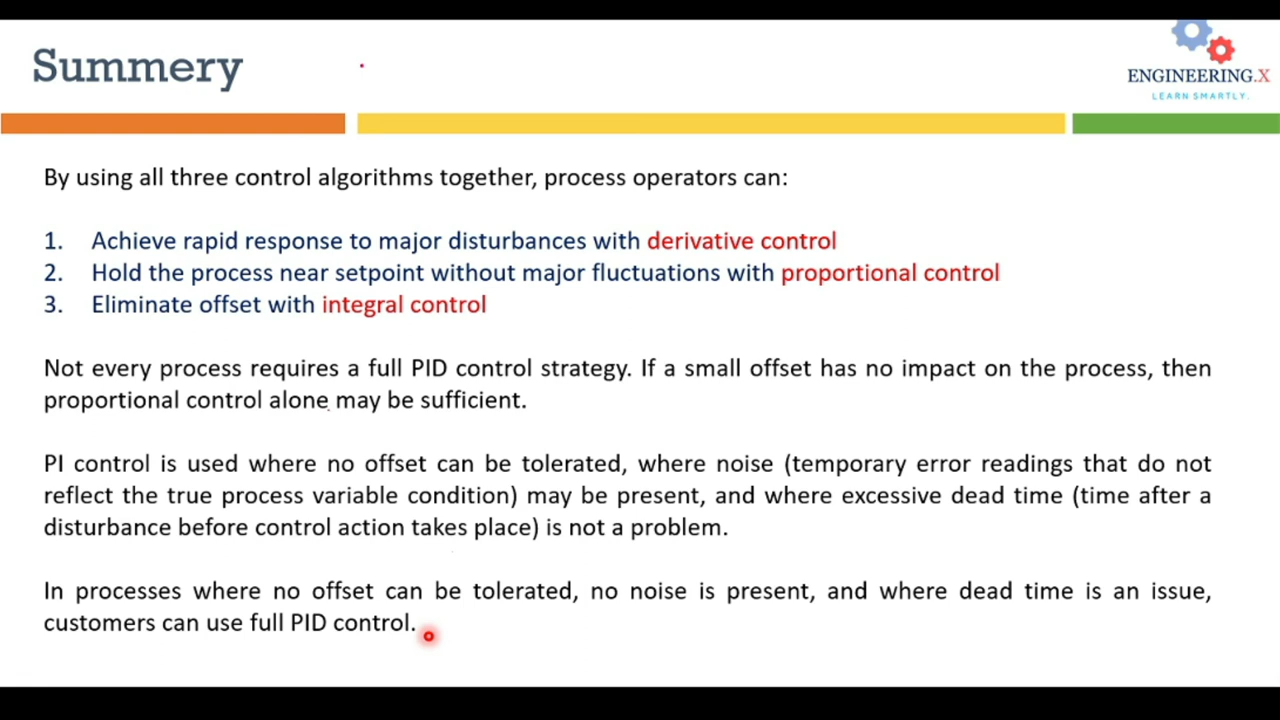 Summery
ENGINEERING.X
LEARN SMARTLY.
By using all three control algorithms together, process operators can:
1. Achieve rapid response to major disturbances with derivative control
2. Hold the process near setpoint without major fluctuations with proportional control
3. Eliminate offset with integral control
Not every process requires a full PID control strategy. If a small offset has no impact on the process, then
proportional control alone may be sufficient.
PI control is used where no offset can be tolerated, where noise (temporary error readings that do not
reflect the true process variable condition) may be present, and where excessive dead time (time after a
disturbance before control action takes place) is not a problem.
In processes where no offset can be tolerated, no noise is present, and where dead time is an issue,
customers can use full PID control.